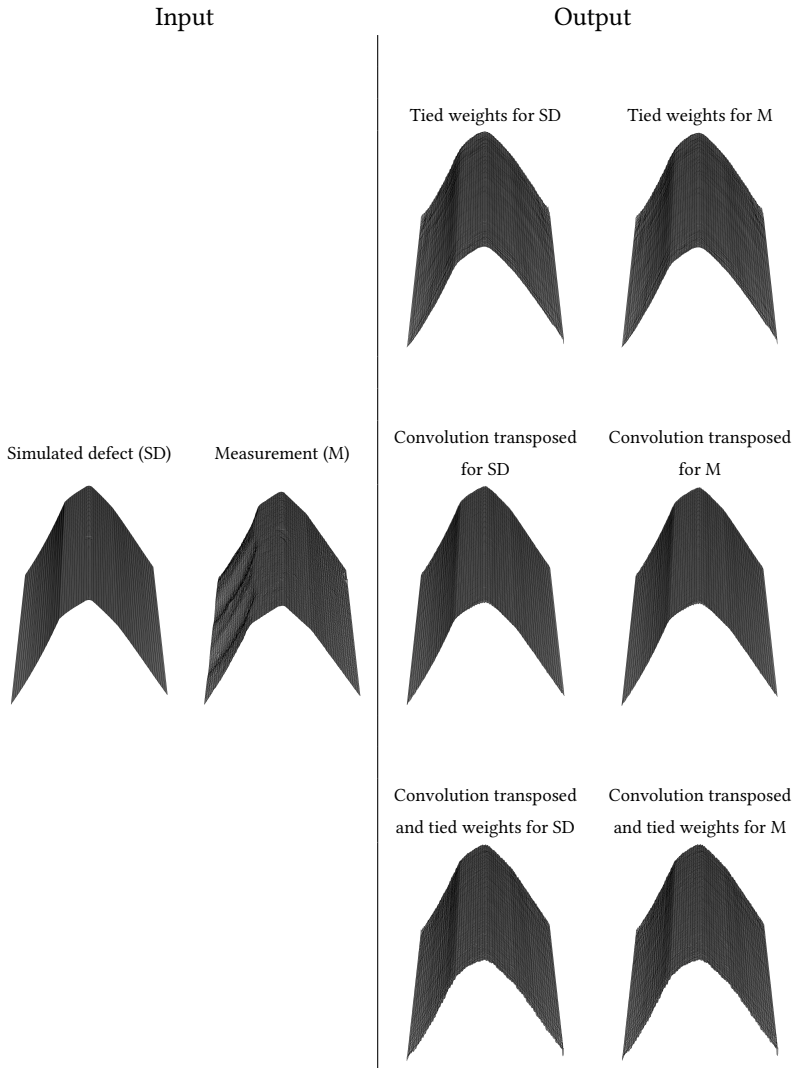 Input
Output
Tied weights for SD
Tied weights for M
Simulated defect (SD)
Measurement (M)
Convolution transposed
for SD
Convolution transposed
for M
Convolution transposed
and tied weights for SD
Convolution transposed
and tied weights for M